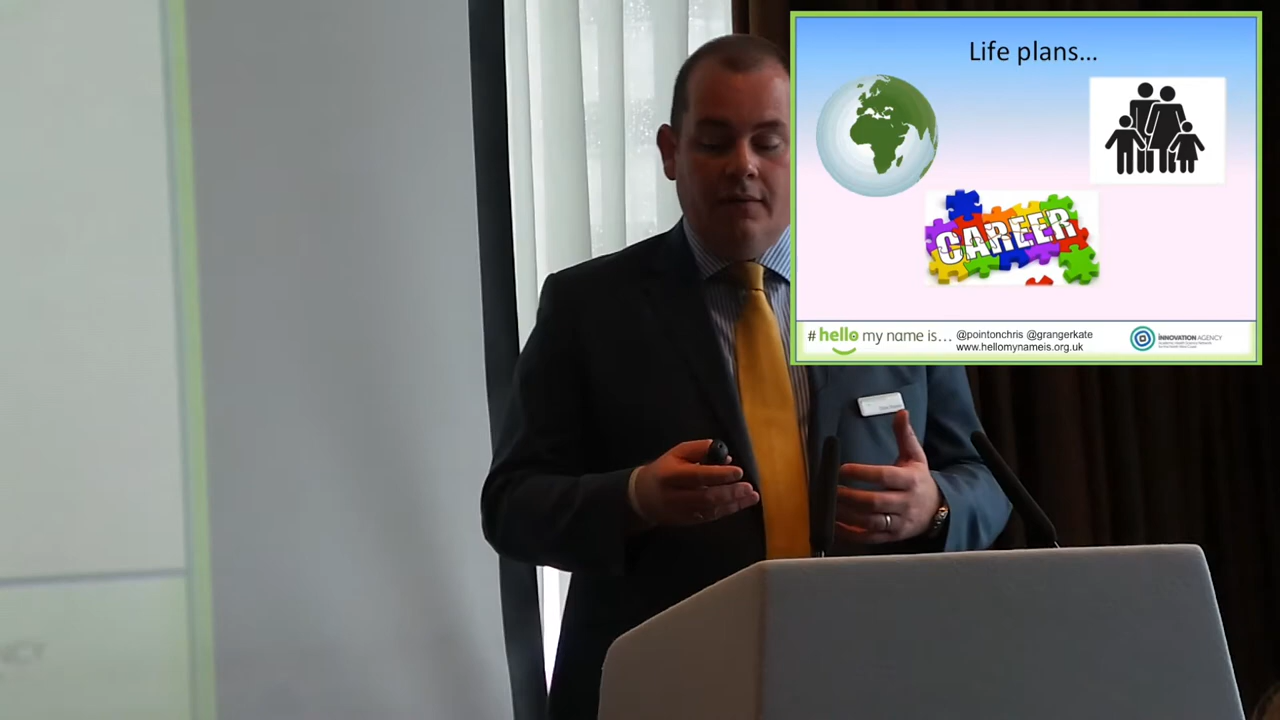 Life plans...
CAREER
# hello my name is...
@pointonchris @grangerkate
www.hellomynameis.org.uk
INNOVATION AGENCY